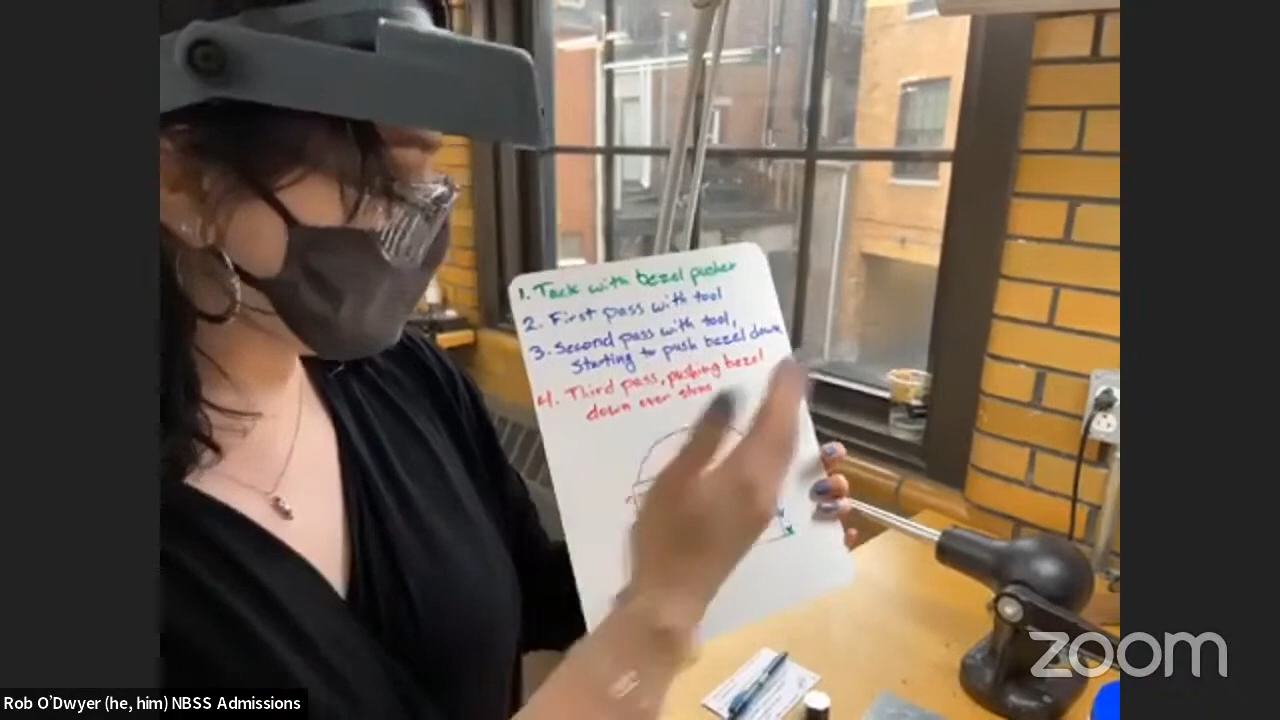 1. Tack with bezel pusher
2. First pass with tool
3. Second pass with tool,
starting to push bezel down
4. Third pass, pushing bezel
down over stone
zoom
Rob O'Dwyer (he, him) NBSS Admissions